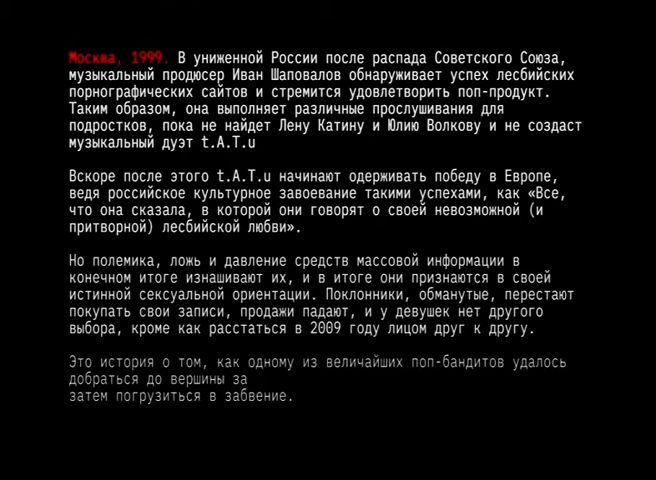 Москва, 1999. В униженной России после распада Советского Союза,
музыкальный продюсер Иван Шаповалов обнаруживает успех лесбийских
порнографических сайтов и стремится удовлетворить поп-продукт.
Таким образом, она выполняет различные прослушивания для
подростков, пока не найдет Лену Катину и Юлию Волкову и не создаст
музыкальный дуэт t.A.T.u
Вскоре после этого t.A.T.u начинают одерживать победу в Европе,
ведя российское культурное завоевание такими успехами, как «Все,
что она сказала, в которой они говорят о своей невозможной (и
притворной) лесбийской любви».
Но полемика, ложь и давление средств массовой информации в
конечном итоге изнашивают их, и в итоге они признаются в своей
истинной сексуальной ориентации. Поклонники, обманутые, перестают
покупать свои записи, продажи падают, и у девушек нет другого
выбора, кроме как расстаться в 2009 году лицом друг к другу.
Это история о том, как одному из величайших поп-бандитов удалось
добраться до вершины за
затем погрузиться в забвение.